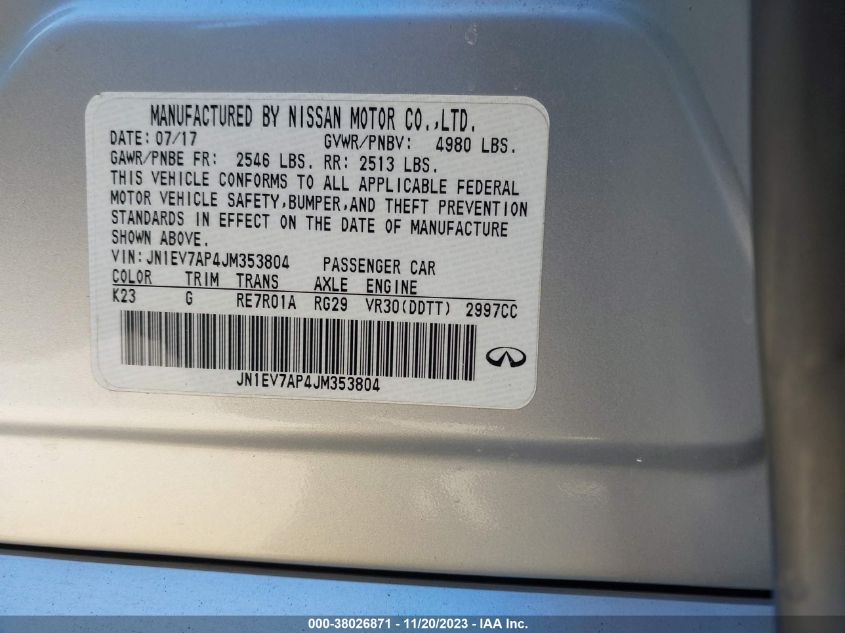 MANUFACTURED BY NISSAN MOTOR CO.,LTD.
DATE: 07/17 GVWR/PNBV: 4980 LBS.
GAWR/PNBE FR: 2546 LBS. RR: 2513 LBS.
THIS VEHICLE CONFORMS TO ALL APPLICABLE FEDERAL
MOTOR VEHICLE SAFETY,BUMPER,AND THEFT PREVENTION
STANDARDS IN EFFECT ON THE DATE OF MANUFACTURE
SHOWN ABOVE.
VIN:JN1EV7AP4JM353804 PASSENGER CAR
COLOR TRIM TRANS AXLE ENGINE
K23 G RE7R01A RG29 VR30(DDTT) 2997CC
JN1EV7AP4JM353804
000-38026871 - 11/20/2023 - IAA Inc.